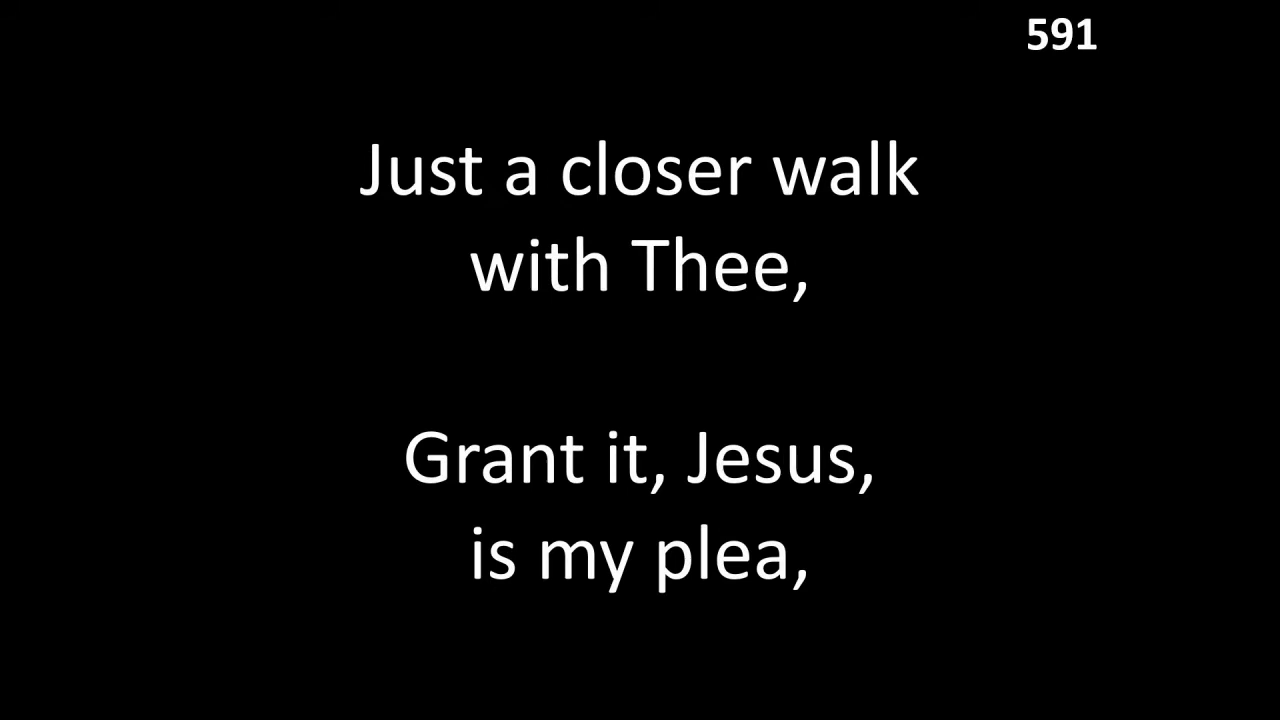 591
Just a closer walk
with Thee,
Grant it, Jesus,
is my plea,